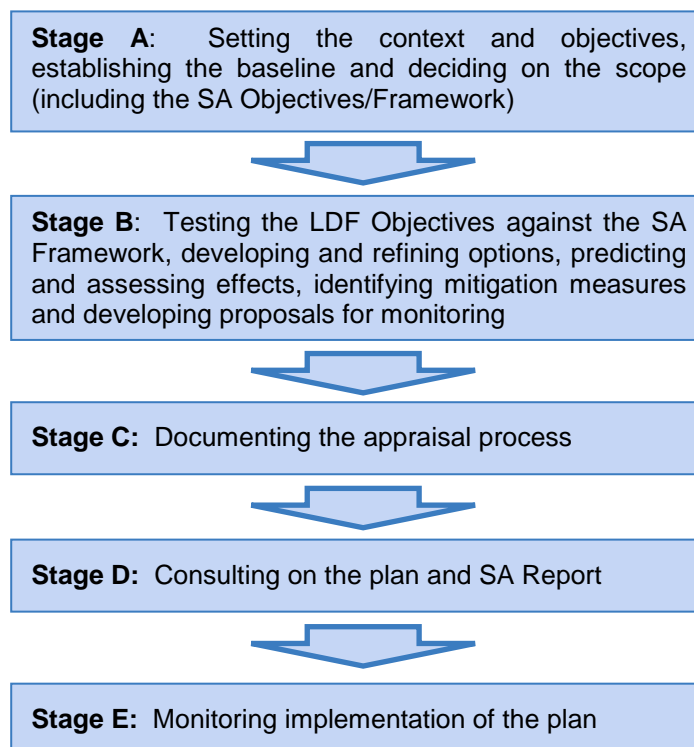 Stage A: Setting the context and objectives,
establishing the baseline and deciding on the scope
(including the SA Objectives/Framework)
Stage B: Testing the LDF Objectives against the SA
Framework, developing and refining options, predicting
and assessing effects, identifying mitigation measures
and developing proposals for monitoring
Stage C: Documenting the appraisal process
Stage D: Consulting on the plan and SA Report
Stage E: Monitoring implementation of the plan